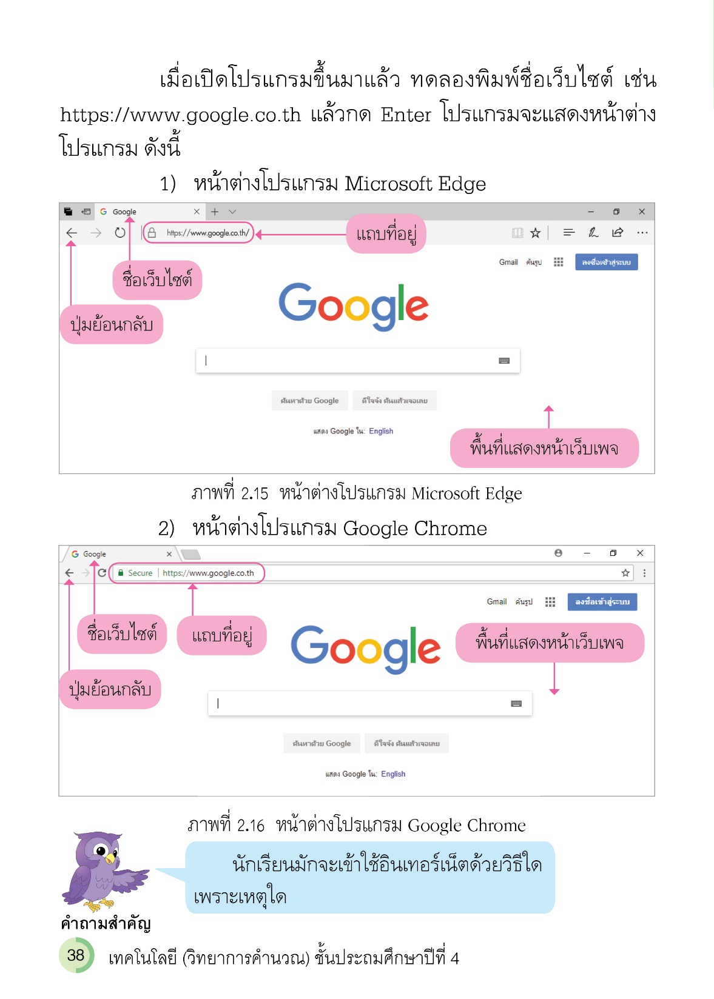 เมื่อเปิดโปรแกรมขึ้นมาแล้ว ทดลองพิมพ์ชื่อเว็บไซต์ เช่น
https://www.google.co.th แล้วกด Enter โปรแกรมจะแสดงหน้าต่าง
โปรแกรม ดังนี้
1) หน้าต่างโปรแกรม Microsoft Edge
Google
https://www.google.co.th/
แถบที่อยู่
Gmail ค้นรูป ลงชื่อเข้าสู่ระบบ
ชื่อเว็บไซต์
Google
ปุ่มย้อนกลับ
ค้นหาด้วย Google ดีใจจัง ค้นแล้วเจอเลย
แสดง Google ใน: English
พื้นที่แสดงหน้าเว็บเพจ
ภาพที่ 2.15 หน้าต่างโปรแกรม Microsoft Edge
2) หน้าต่างโปรแกรม Google Chrome
Google
Secure https://www.google.co.th
Gmail ค้นรูป ลงชื่อเข้าสู่ระบบ
ชื่อเว็บไซต์ แถบที่อยู่
Google
พื้นที่แสดงหน้าเว็บเพจ
ปุ่มย้อนกลับ
ค้นหาด้วย Google ดีใจจัง ค้นแล้วเจอเลย
แสดง Google ใน: English
ภาพที่ 2.16 หน้าต่างโปรแกรม Google Chrome
นักเรียนมักจะเข้าใช้อินเทอร์เน็ตด้วยวิธีใด
เพราะเหตุใด
คำถามสำคัญ
38 เทคโนโลยี (วิทยาการคำนวณ) ชั้นประถมศึกษาปีที่ 4